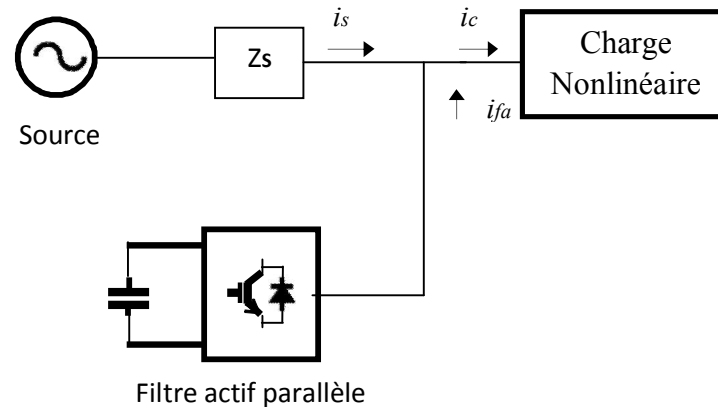 is
ic
Zs
Charge
Nonlinéaire
ifa
Source
Filtre actif parallèle